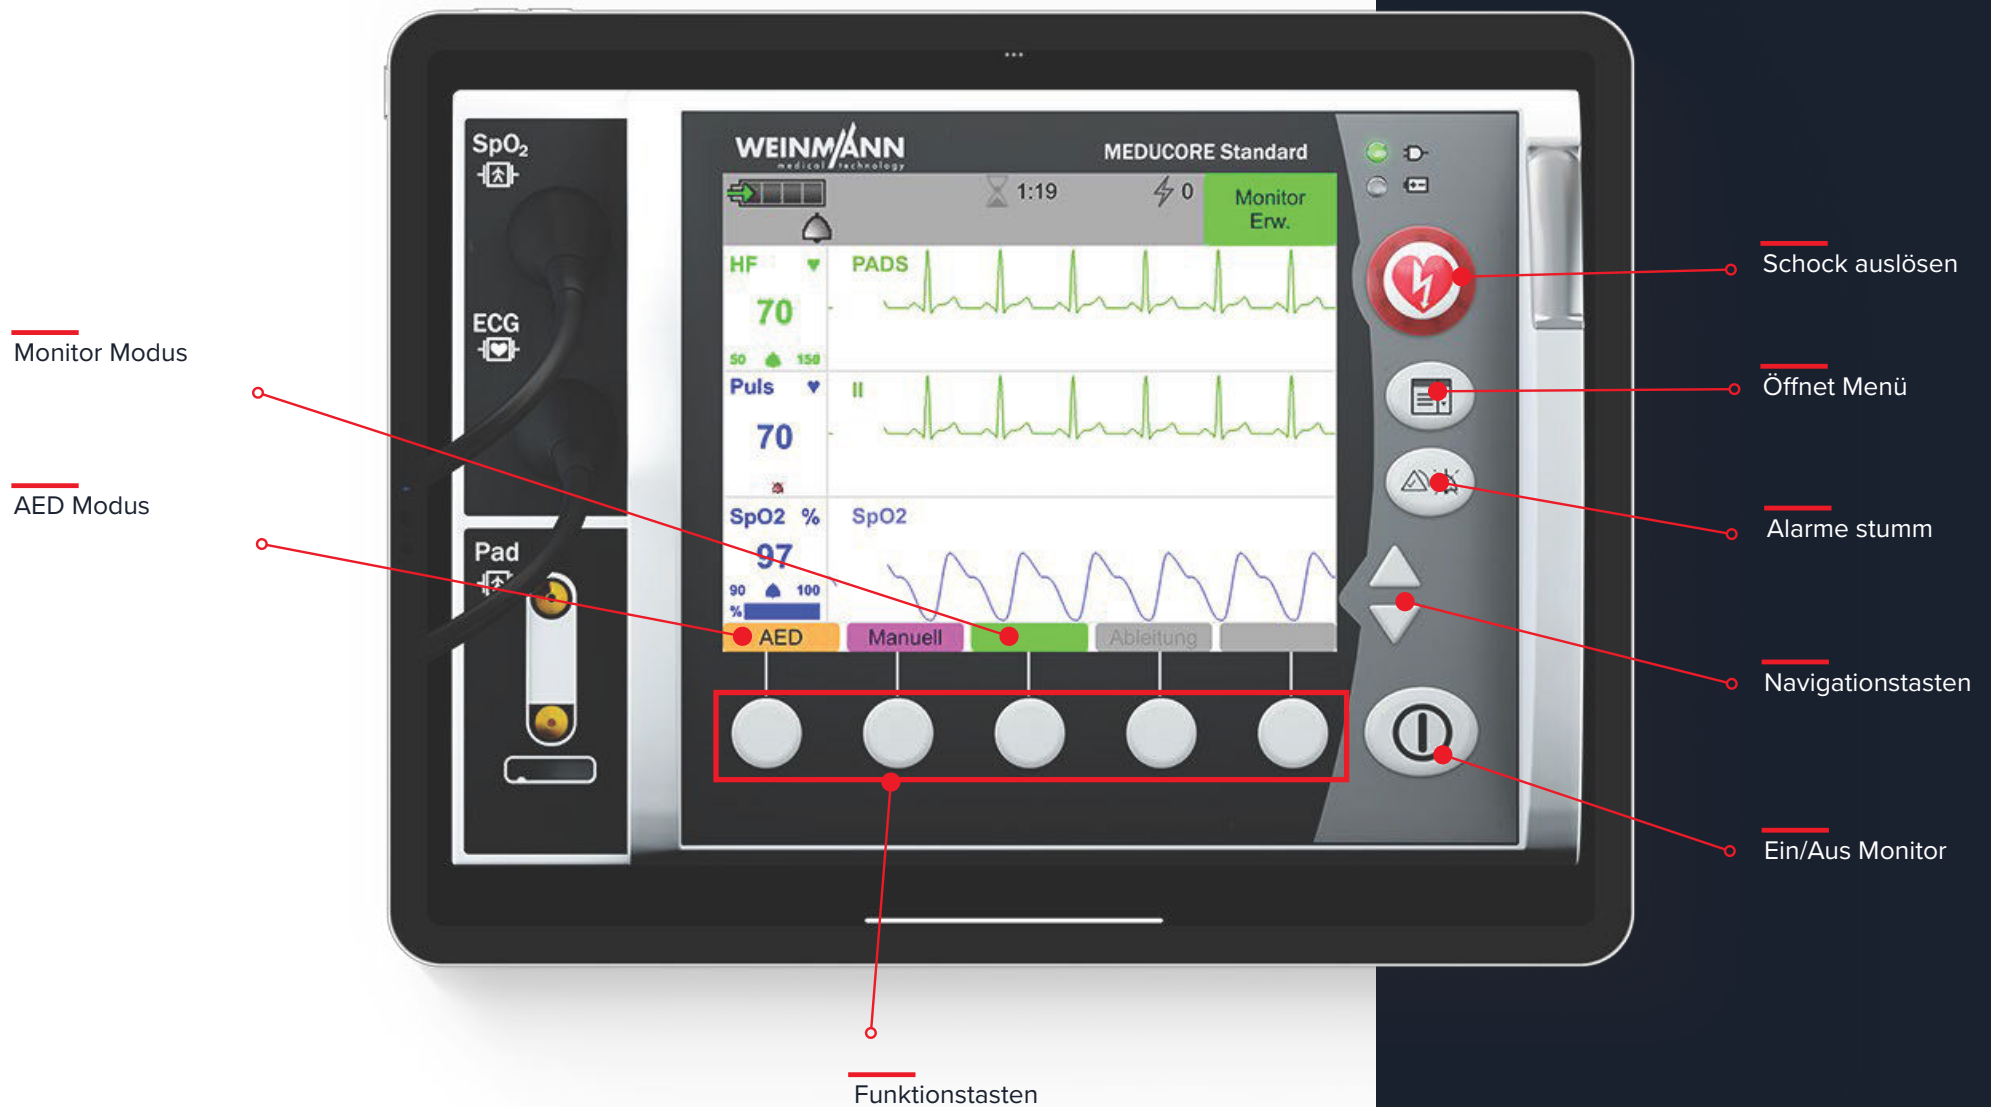 SpO₂
ECG
Pad
WEINMANN
medical technology
MEDUCORE Standard
1:19
0
Monitor
Erw.
HF
PADS
70
50 150
Puls
II
70
SpO2 %
SpO2
97
90 100
%
AED
Manuell
Ableitung
Monitor Modus
AED Modus
Schock auslösen
Öffnet Menü
Alarme stumm
Navigationstasten
Ein/Aus Monitor
Funktionstasten